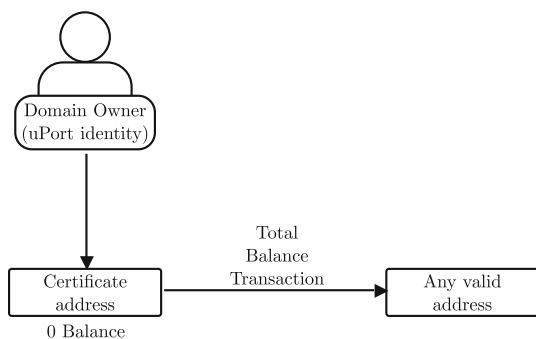 Domain Owner
(uPort identity)
Total
Balance
Transaction
Certificate
address
Any valid
address
0 Balance